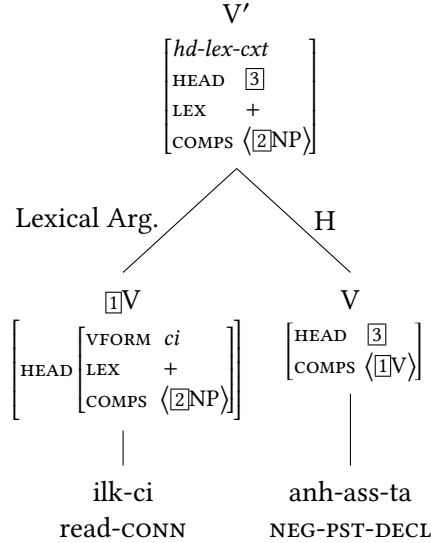 V′
hd-lex-cxt
HEAD 3
LEX +
COMPS ⟨2NP⟩
Lexical Arg.
H
1V
V
HEAD
VFORM ci
LEX +
COMPS ⟨2NP⟩
HEAD 3
COMPS ⟨1V⟩
ilk-ci
anh-ass-ta
read-CONN
NEG-PST-DECL